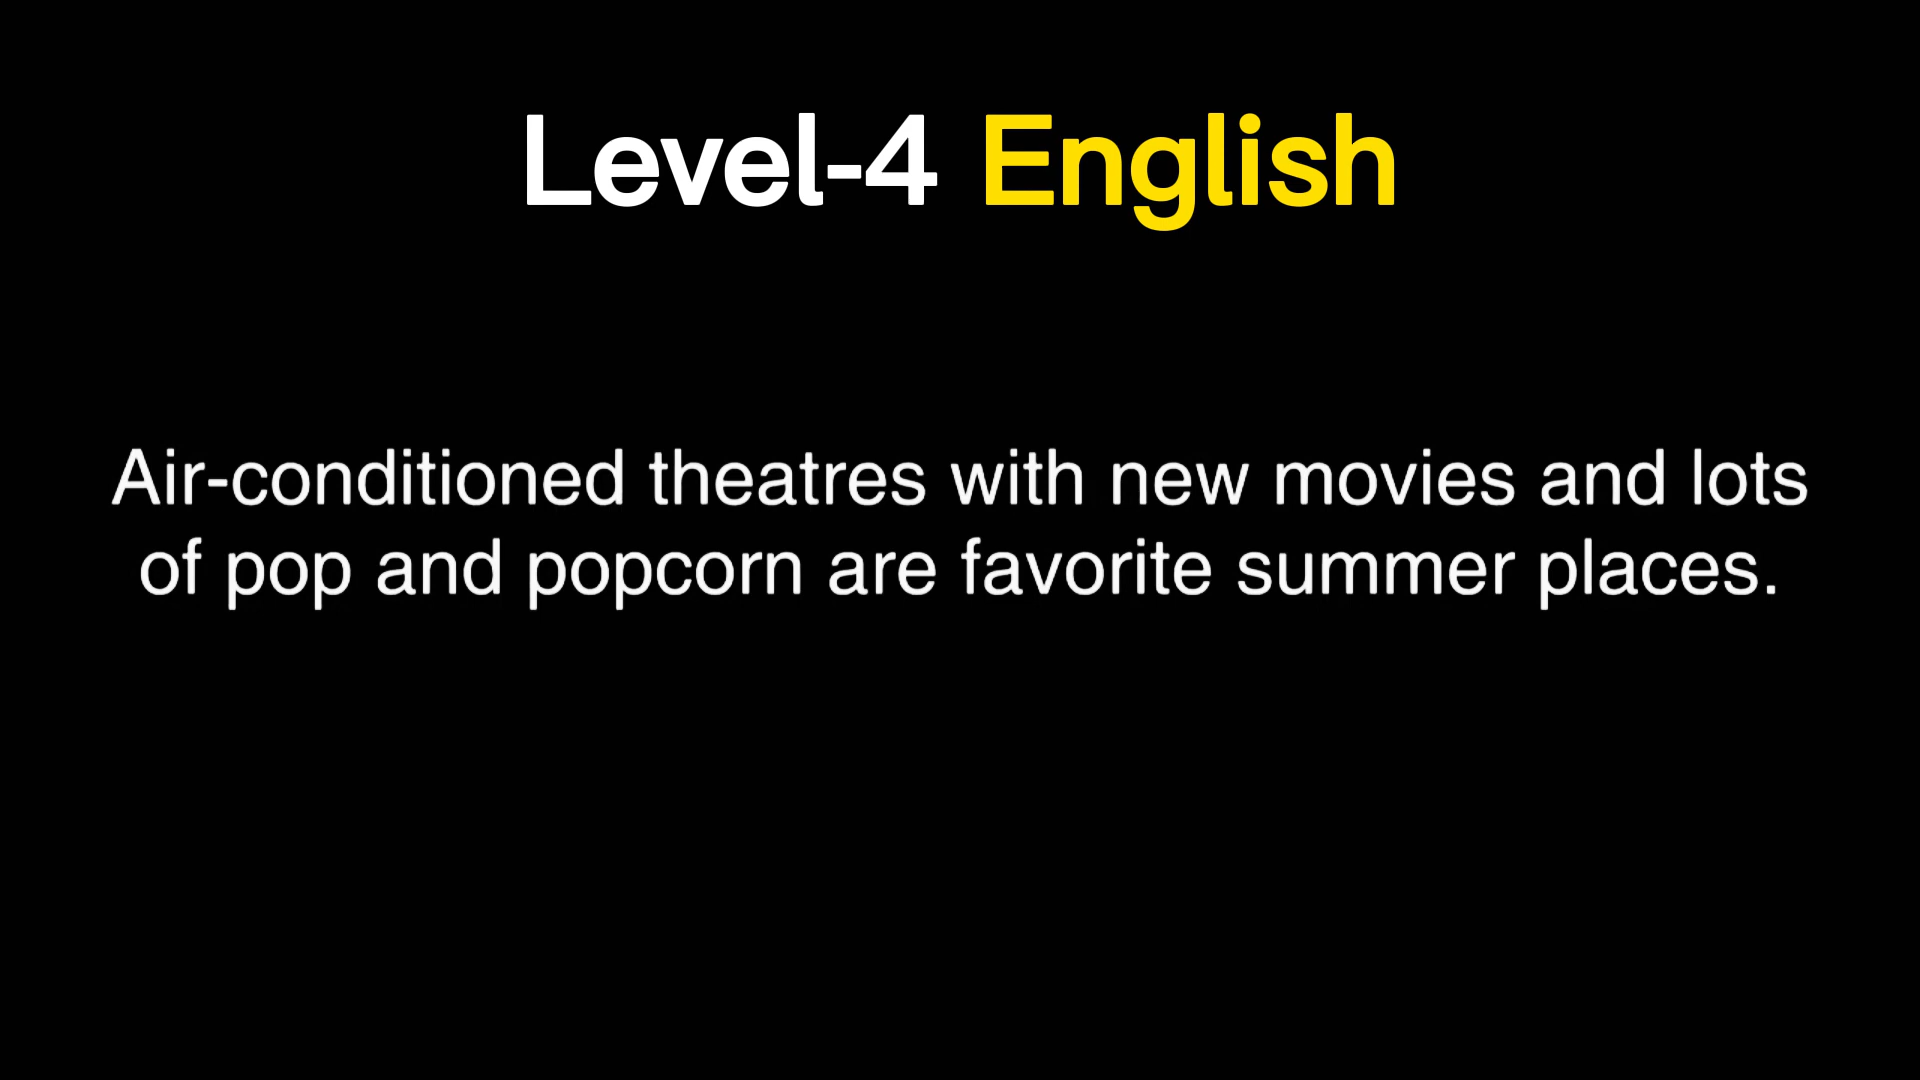 Level-4 English
Air-conditioned theatres with new movies and lots
of pop and popcorn are favorite summer places.